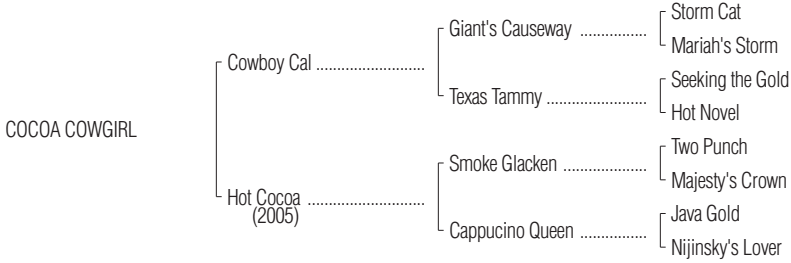 Storm Cat
Giant's Causeway ................
Mariah's Storm
Cowboy Cal ..........................
Seeking the Gold
Texas Tammy ........................
Hot Novel
COCOA COWGIRL
Two Punch
Smoke Glacken ....................
Majesty's Crown
Hot Cocoa ............................
(2005)
Java Gold
Cappucino Queen ................
Nijinsky's Lover